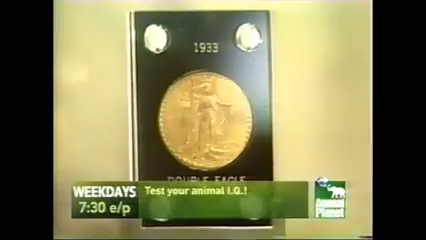 1933
DOUBLE EAGLE
WEEKDAYS
7:30 e/p
Test your animal I.Q.!
Animal
Planet